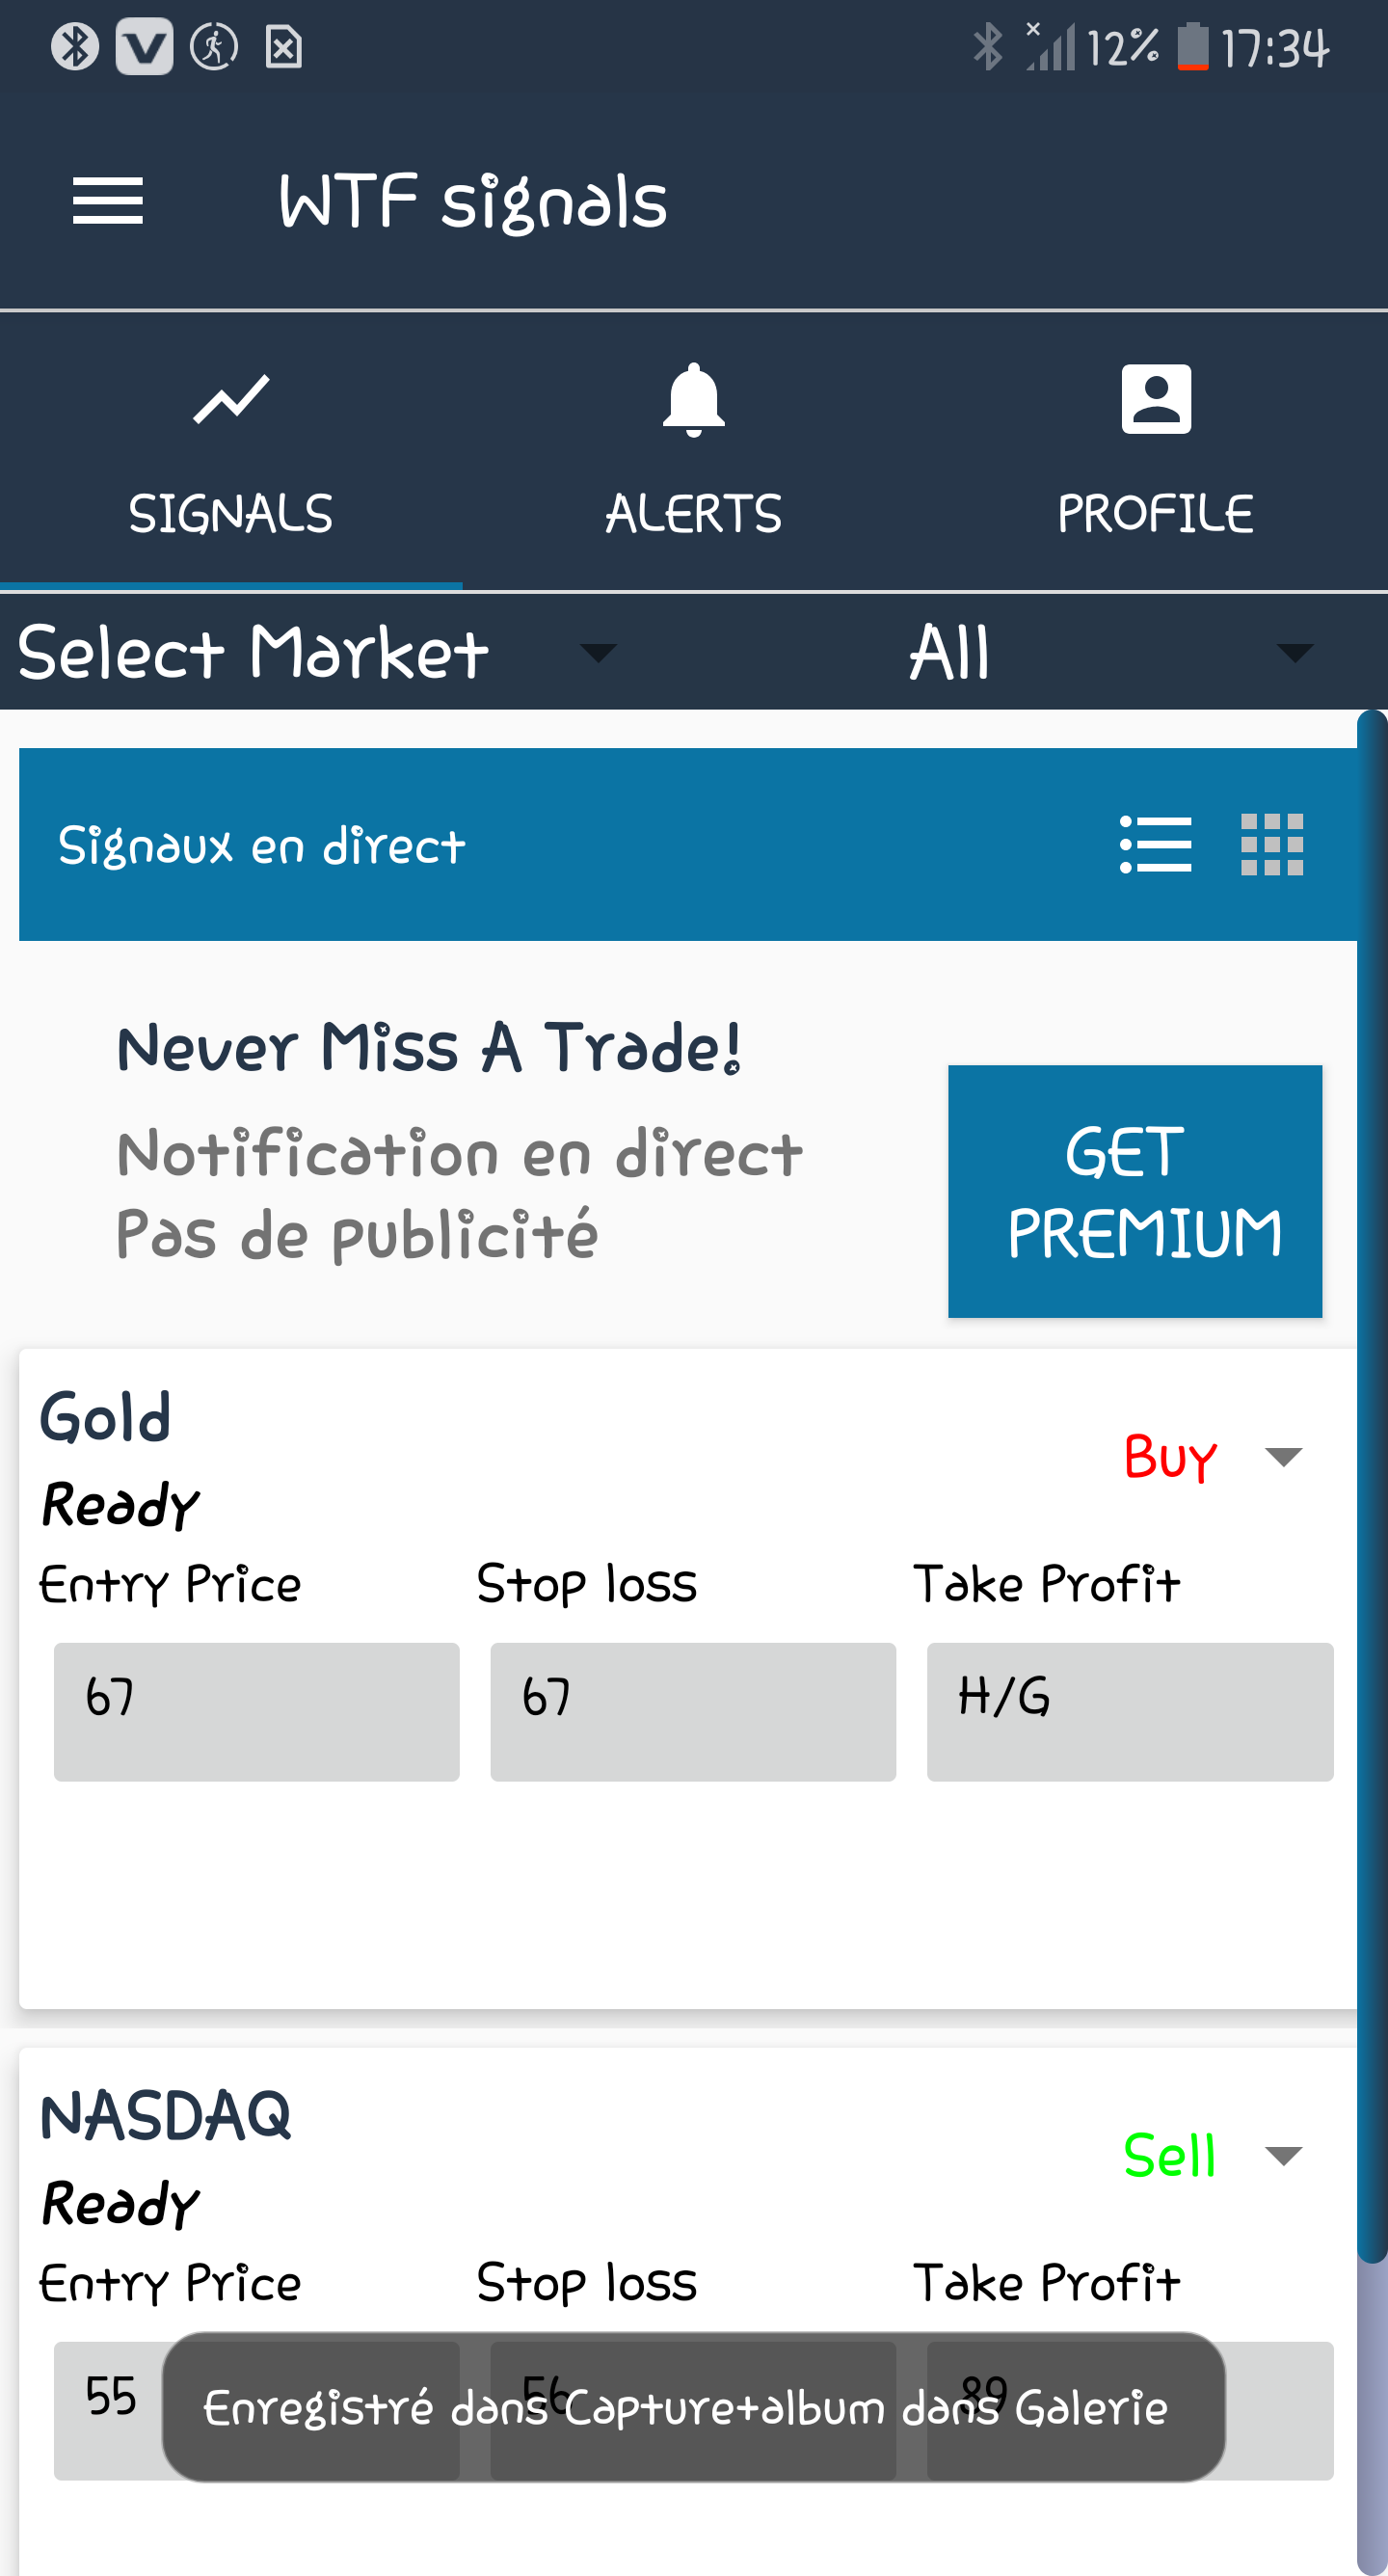 12% 17:34
WTF signals
SIGNALS ALERTS PROFILE
Select Market All
Signaux en direct
Never Miss A Trade!
Notification en direct
Pas de publicité
GET
PREMIUM
Gold
Buy
Ready
Entry Price Stop loss Take Profit
67 67 H/G
NASDAQ
Sell
Ready
Entry Price Stop loss Take Profit
55 56 89
Enregistré dans Capture+album dans Galerie